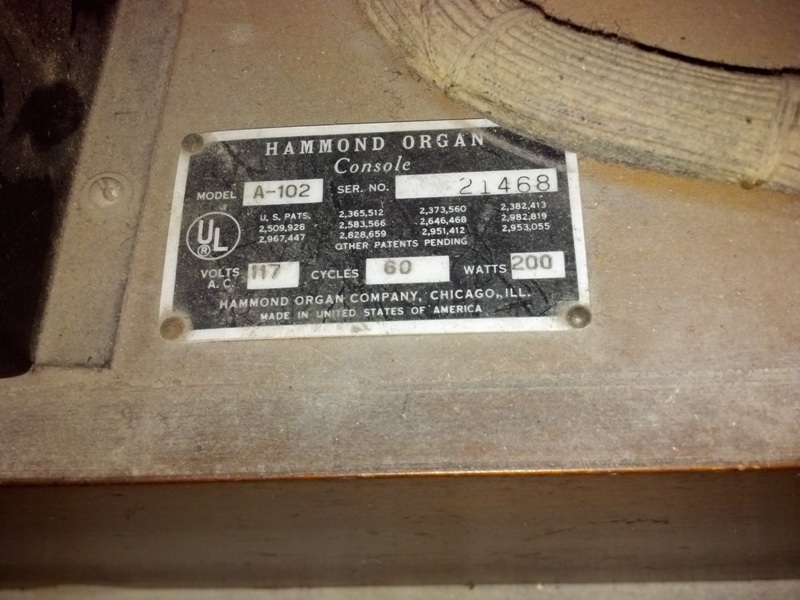 HAMMOND ORGAN
Console
MODEL A-102 SER. NO. 21468
U.S. PATS. 2,365,512 2,373,560 2,382,413
2,509,928 2,583,566 2,646,468 2,982,819
2,967,447 2,828,659 2,951,412 2,953,055
OTHER PATENTS PENDING
UL
®
VOLTS A.C. 117 CYCLES 60 WATTS 200
HAMMOND ORGAN COMPANY, CHICAGO, ILL.
MADE IN UNITED STATES OF AMERICA